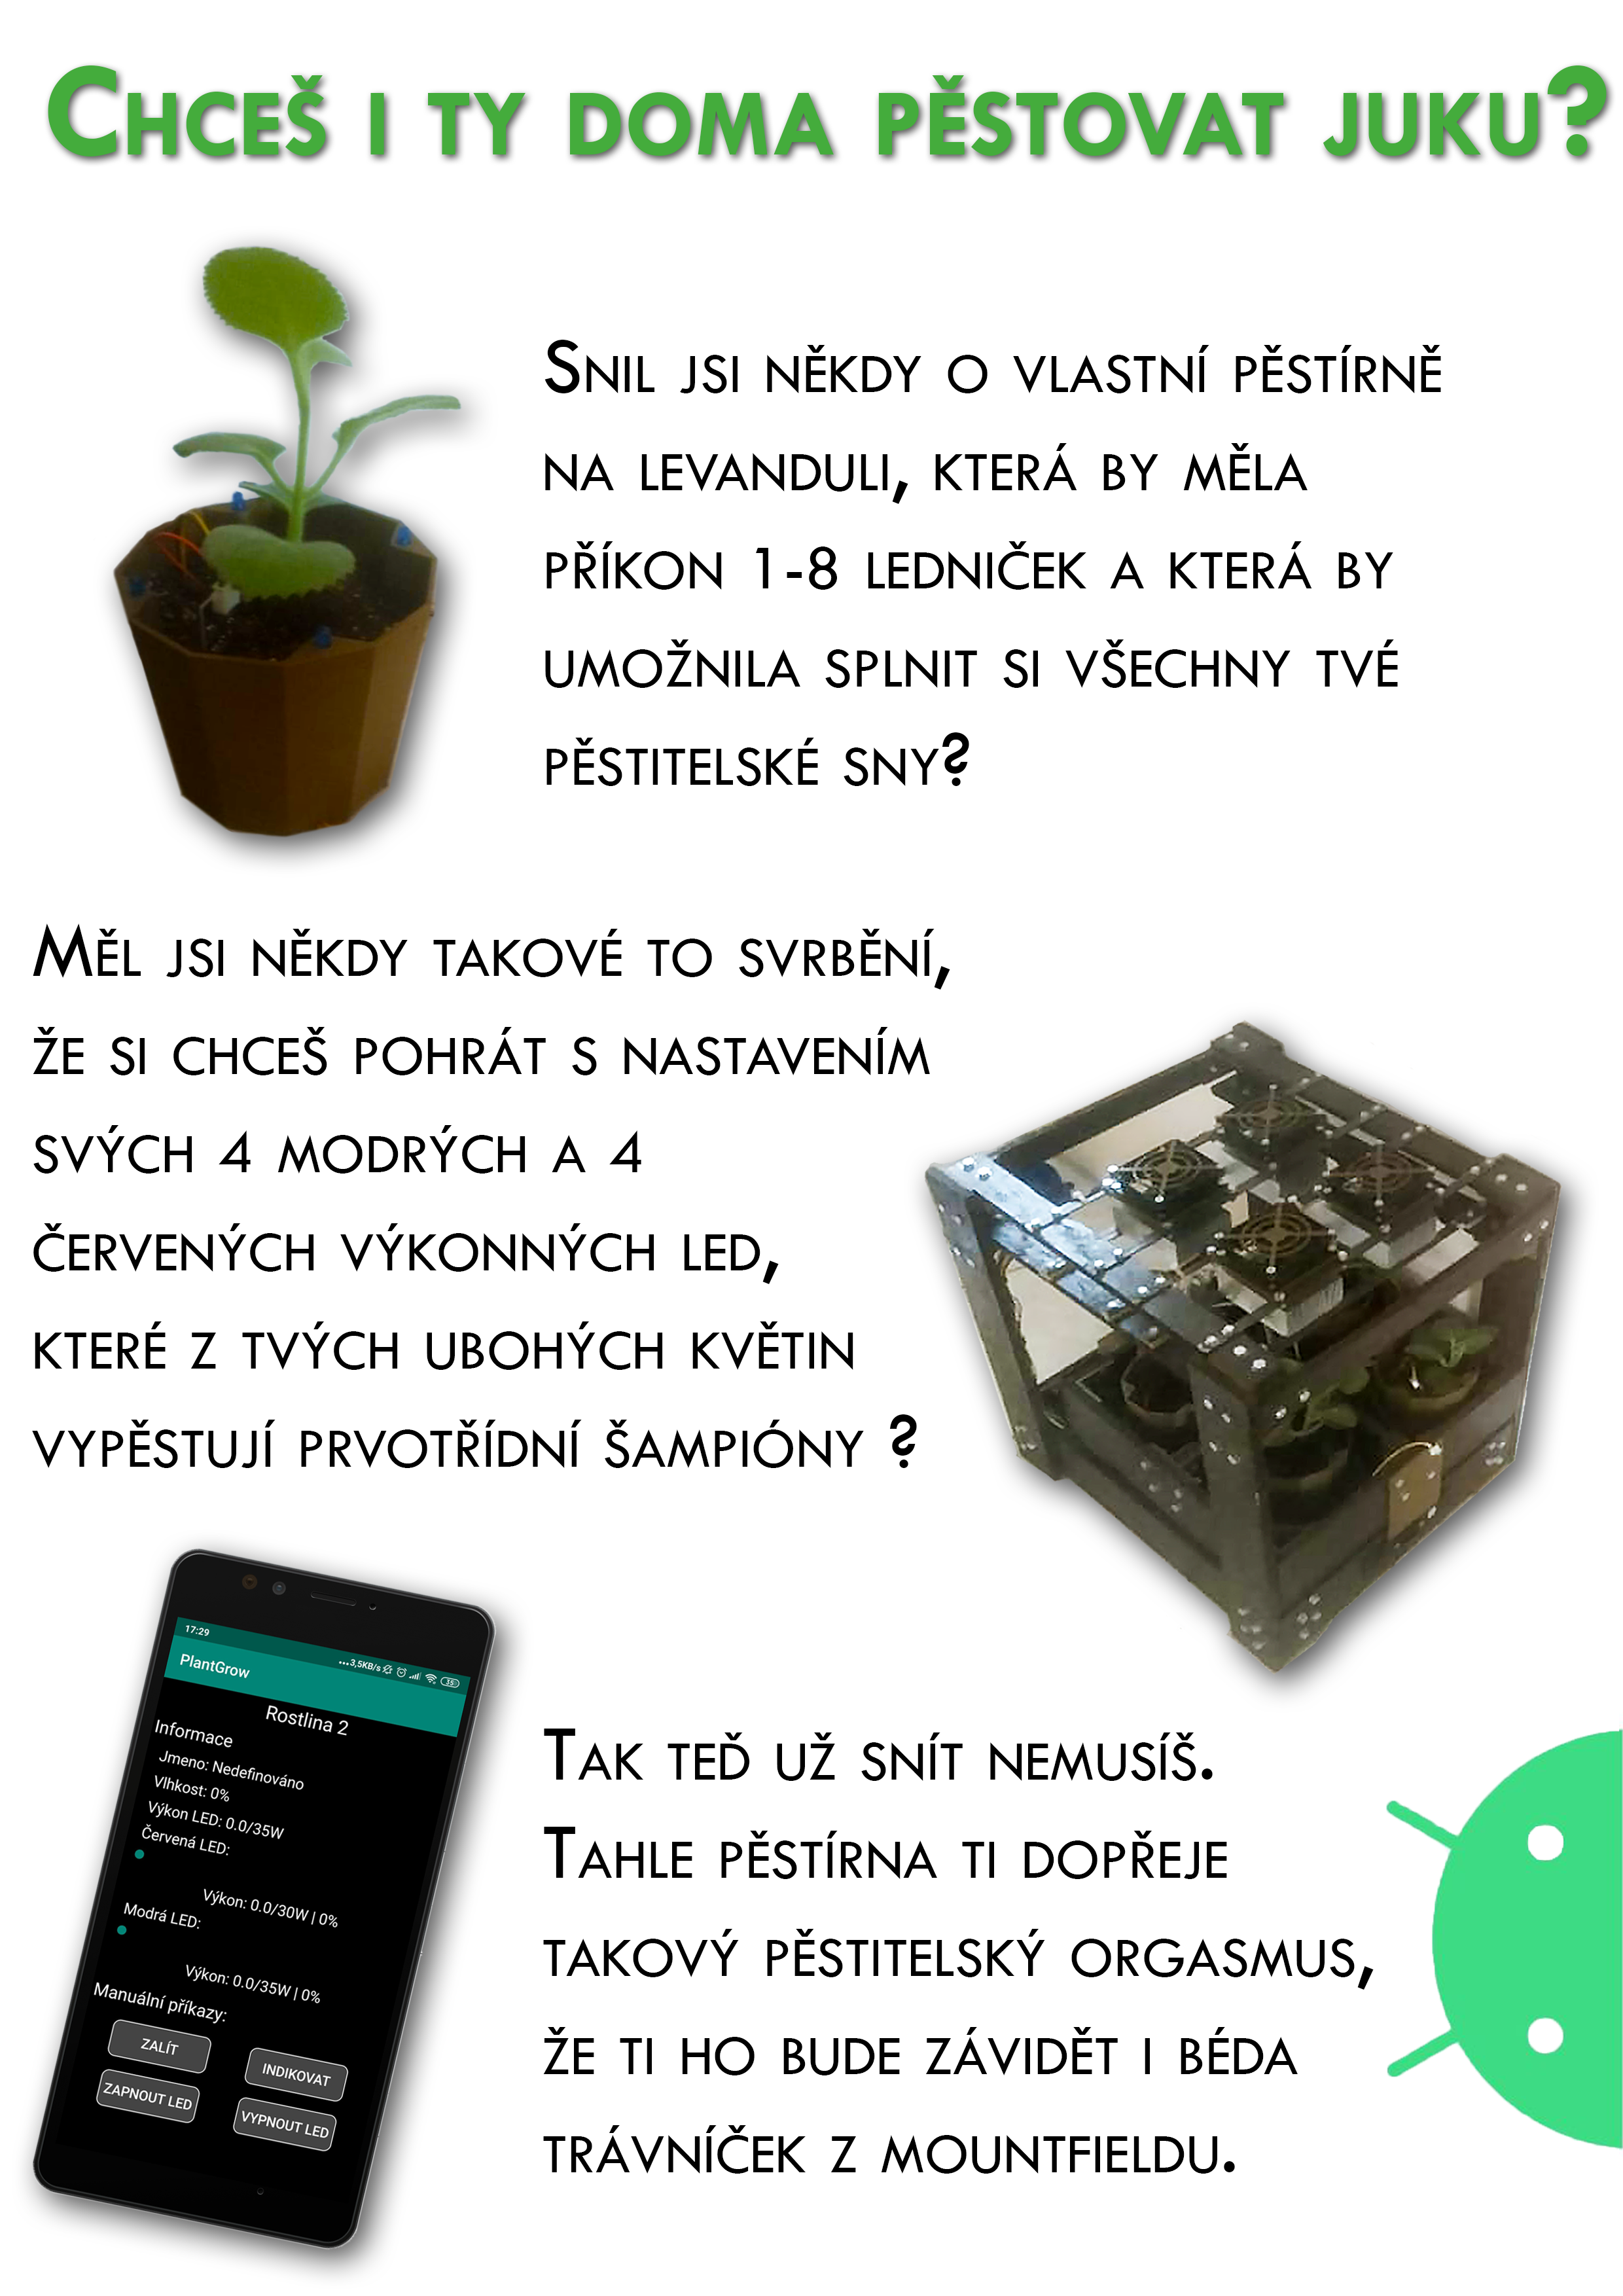 Chceš i ty doma pěstovat juku?
Snil jsi někdy o vlastní pěstírně
na levanduli, která by měla
příkon 1-8 ledniček a která by
umožnila splnit si všechny tvé
pěstitelské sny?
Měl jsi někdy takové to svrbění,
že si chceš pohrát s nastavením
svých 4 modrých a 4
červených výkonných led,
které z tvých ubohých květin
vypěstují prvotřídní šampióny ?
17:29
...3,5KB/s
35
PlantGrow
Rostlina 2
Informace
Jmeno: Nedefinováno
Vlhkost: 0%
Výkon LED: 0.0/35W
Červená LED:
Výkon: 0.0/30W | 0%
Modrá LED:
Výkon: 0.0/35W | 0%
Manuální příkazy:
ZALÍT
INDIKOVAT
ZAPNOUT LED
VYPNOUT LED
Tak teď už snít nemusíš.
Tahle pěstírna ti dopřeje
takový pěstitelský orgasmus,
že ti ho bude závidět i béda
trávníček z mountfieldu.